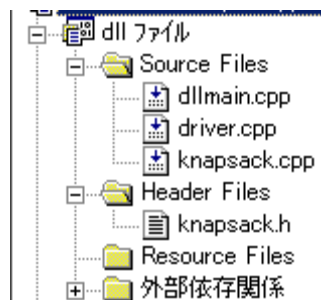 dll ファイル
Source Files
dllmain.cpp
driver.cpp
knapsack.cpp
Header Files
knapsack.h
Resource Files
外部依存関係